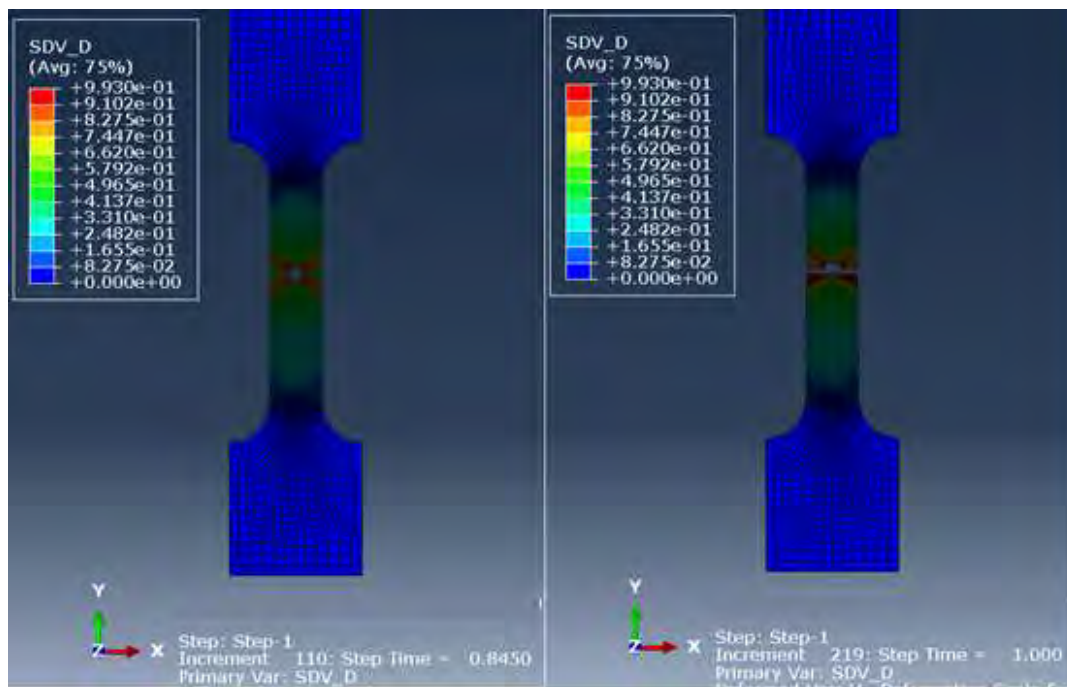 SDV_D
(Avg: 75%)
+9.930e-01
+9.102e-01
+8.275e-01
+7.447e-01
+6.620e-01
+5.792e-01
+4.965e-01
+4.137e-01
+3.310e-01
+2.482e-01
+1.655e-01
+8.275e-02
+0.000e+00
Y
Z
X
Step: Step-1
Increment 110: Step Time = 0.8450
Primary Var: SDV_D
SDV_D
(Avg: 75%)
+9.930e-01
+9.102e-01
+8.275e-01
+7.447e-01
+6.620e-01
+5.792e-01
+4.965e-01
+4.137e-01
+3.310e-01
+2.482e-01
+1.655e-01
+8.275e-02
+0.000e+00
Y
Z
X
Step: Step-1
Increment 219: Step Time = 1.000
Primary Var: SDV_D